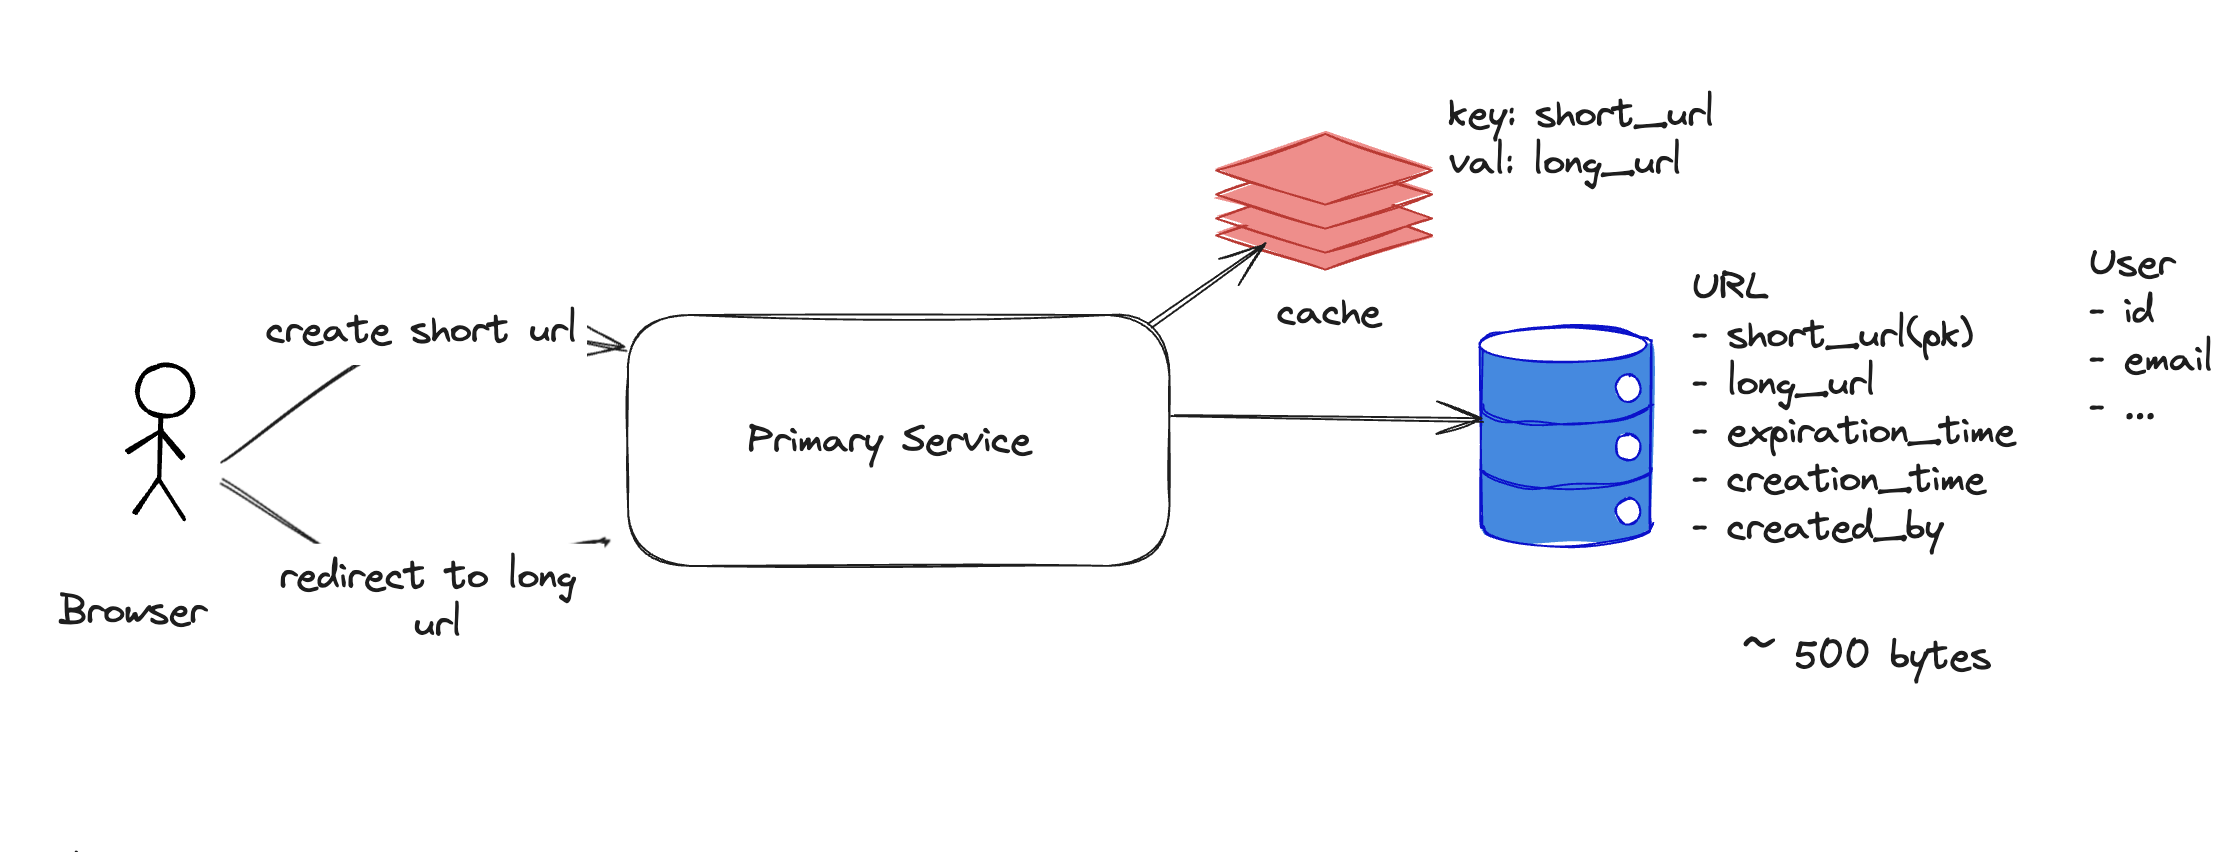 key: short_url
val: long_url
cache
create short url
redirect to long
url
Browser
Primary Service
URL
- short_url(pk)
- long_url
- expiration_time
- creation_time
- created_by
User
- id
- email
- ...
~ 500 bytes